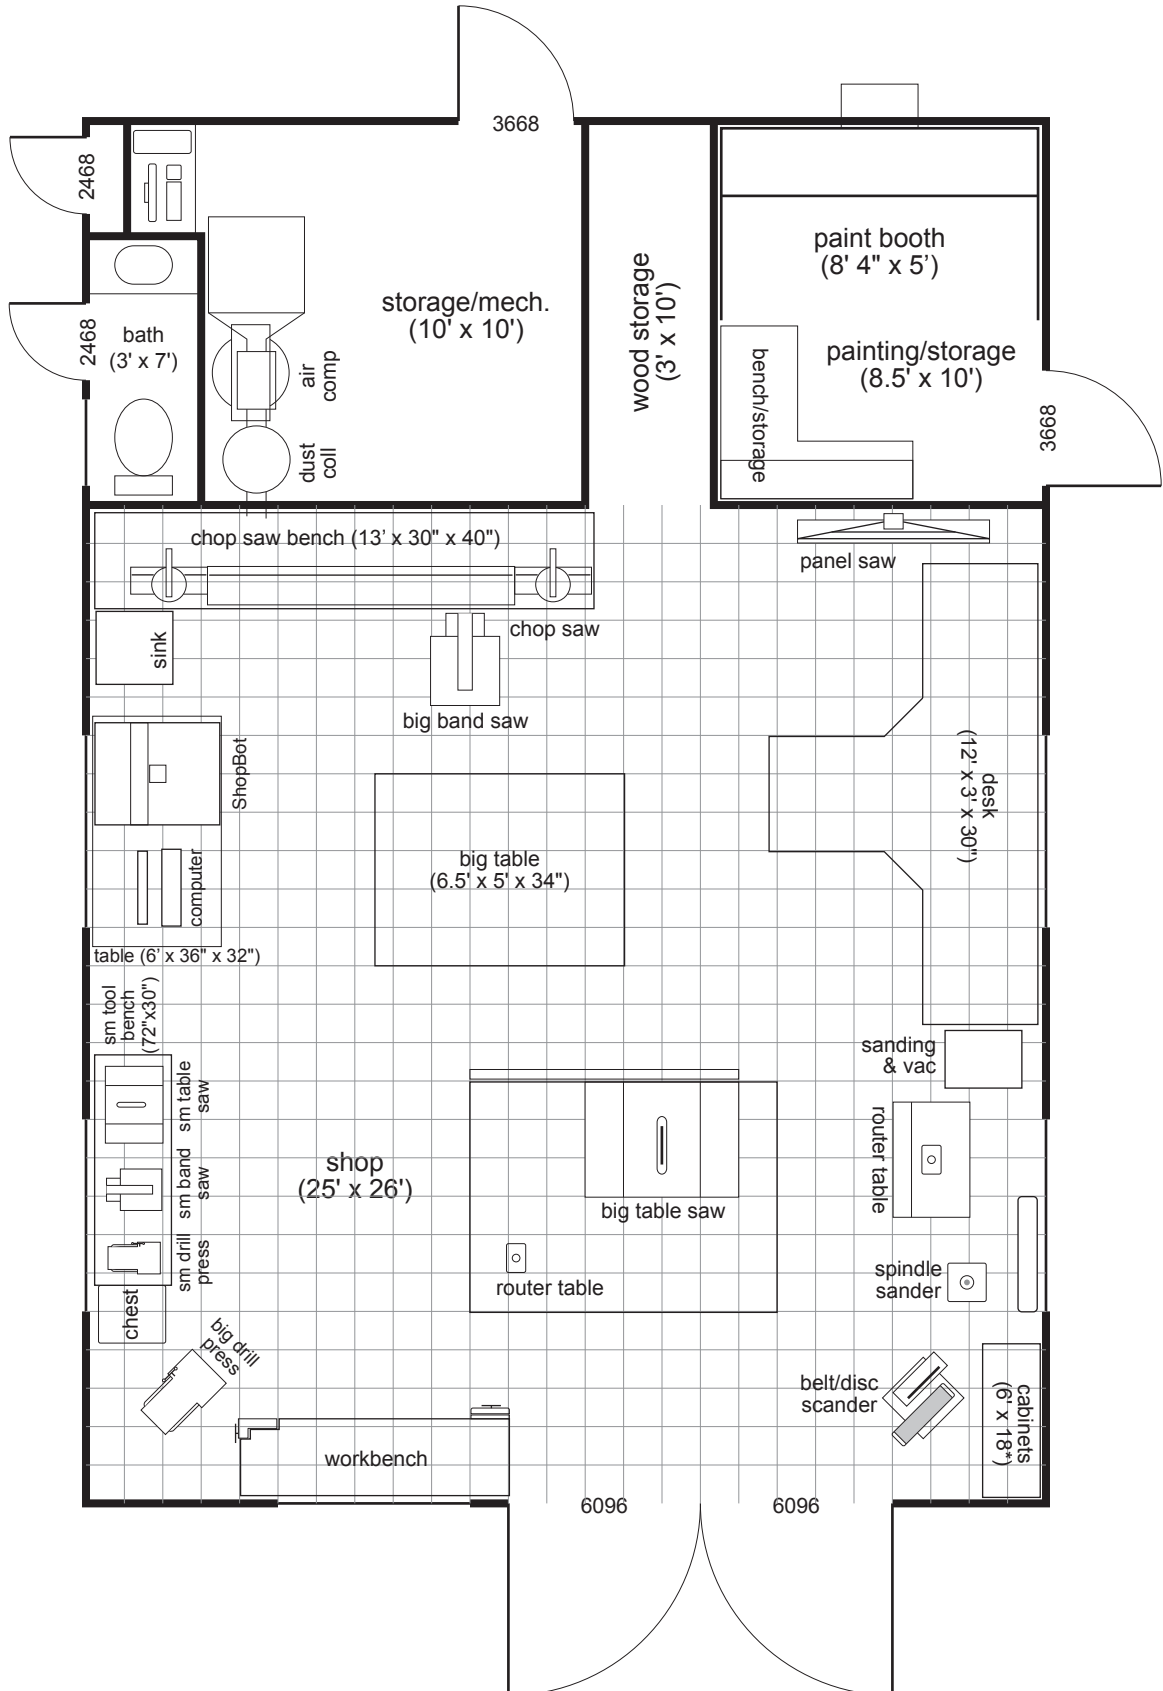 3668
2468
paint booth
(8' 4" x 5')
storage/mech.
(10' x 10')
wood storage
(3' x 10')
2468
bath
(3' x 7')
painting/storage
(8.5' x 10')
air
comp
bench/storage
3668
dust
coll
chop saw bench (13' x 30" x 40")
panel saw
chop saw
sink
big band saw
ShopBot
desk
(12' x 3' x 30")
big table
(6.5' x 5' x 34")
computer
table (6' x 36" x 32")
sm tool
bench
(72"x30")
sanding
& vac
sm table
saw
router table
shop
(25' x 26')
sm band
saw
big table saw
sm drill
press
spindle
sander
router table
chest
big drill
press
belt/disc
scander
cabinets
(6' x 18*)
workbench
6096
6096